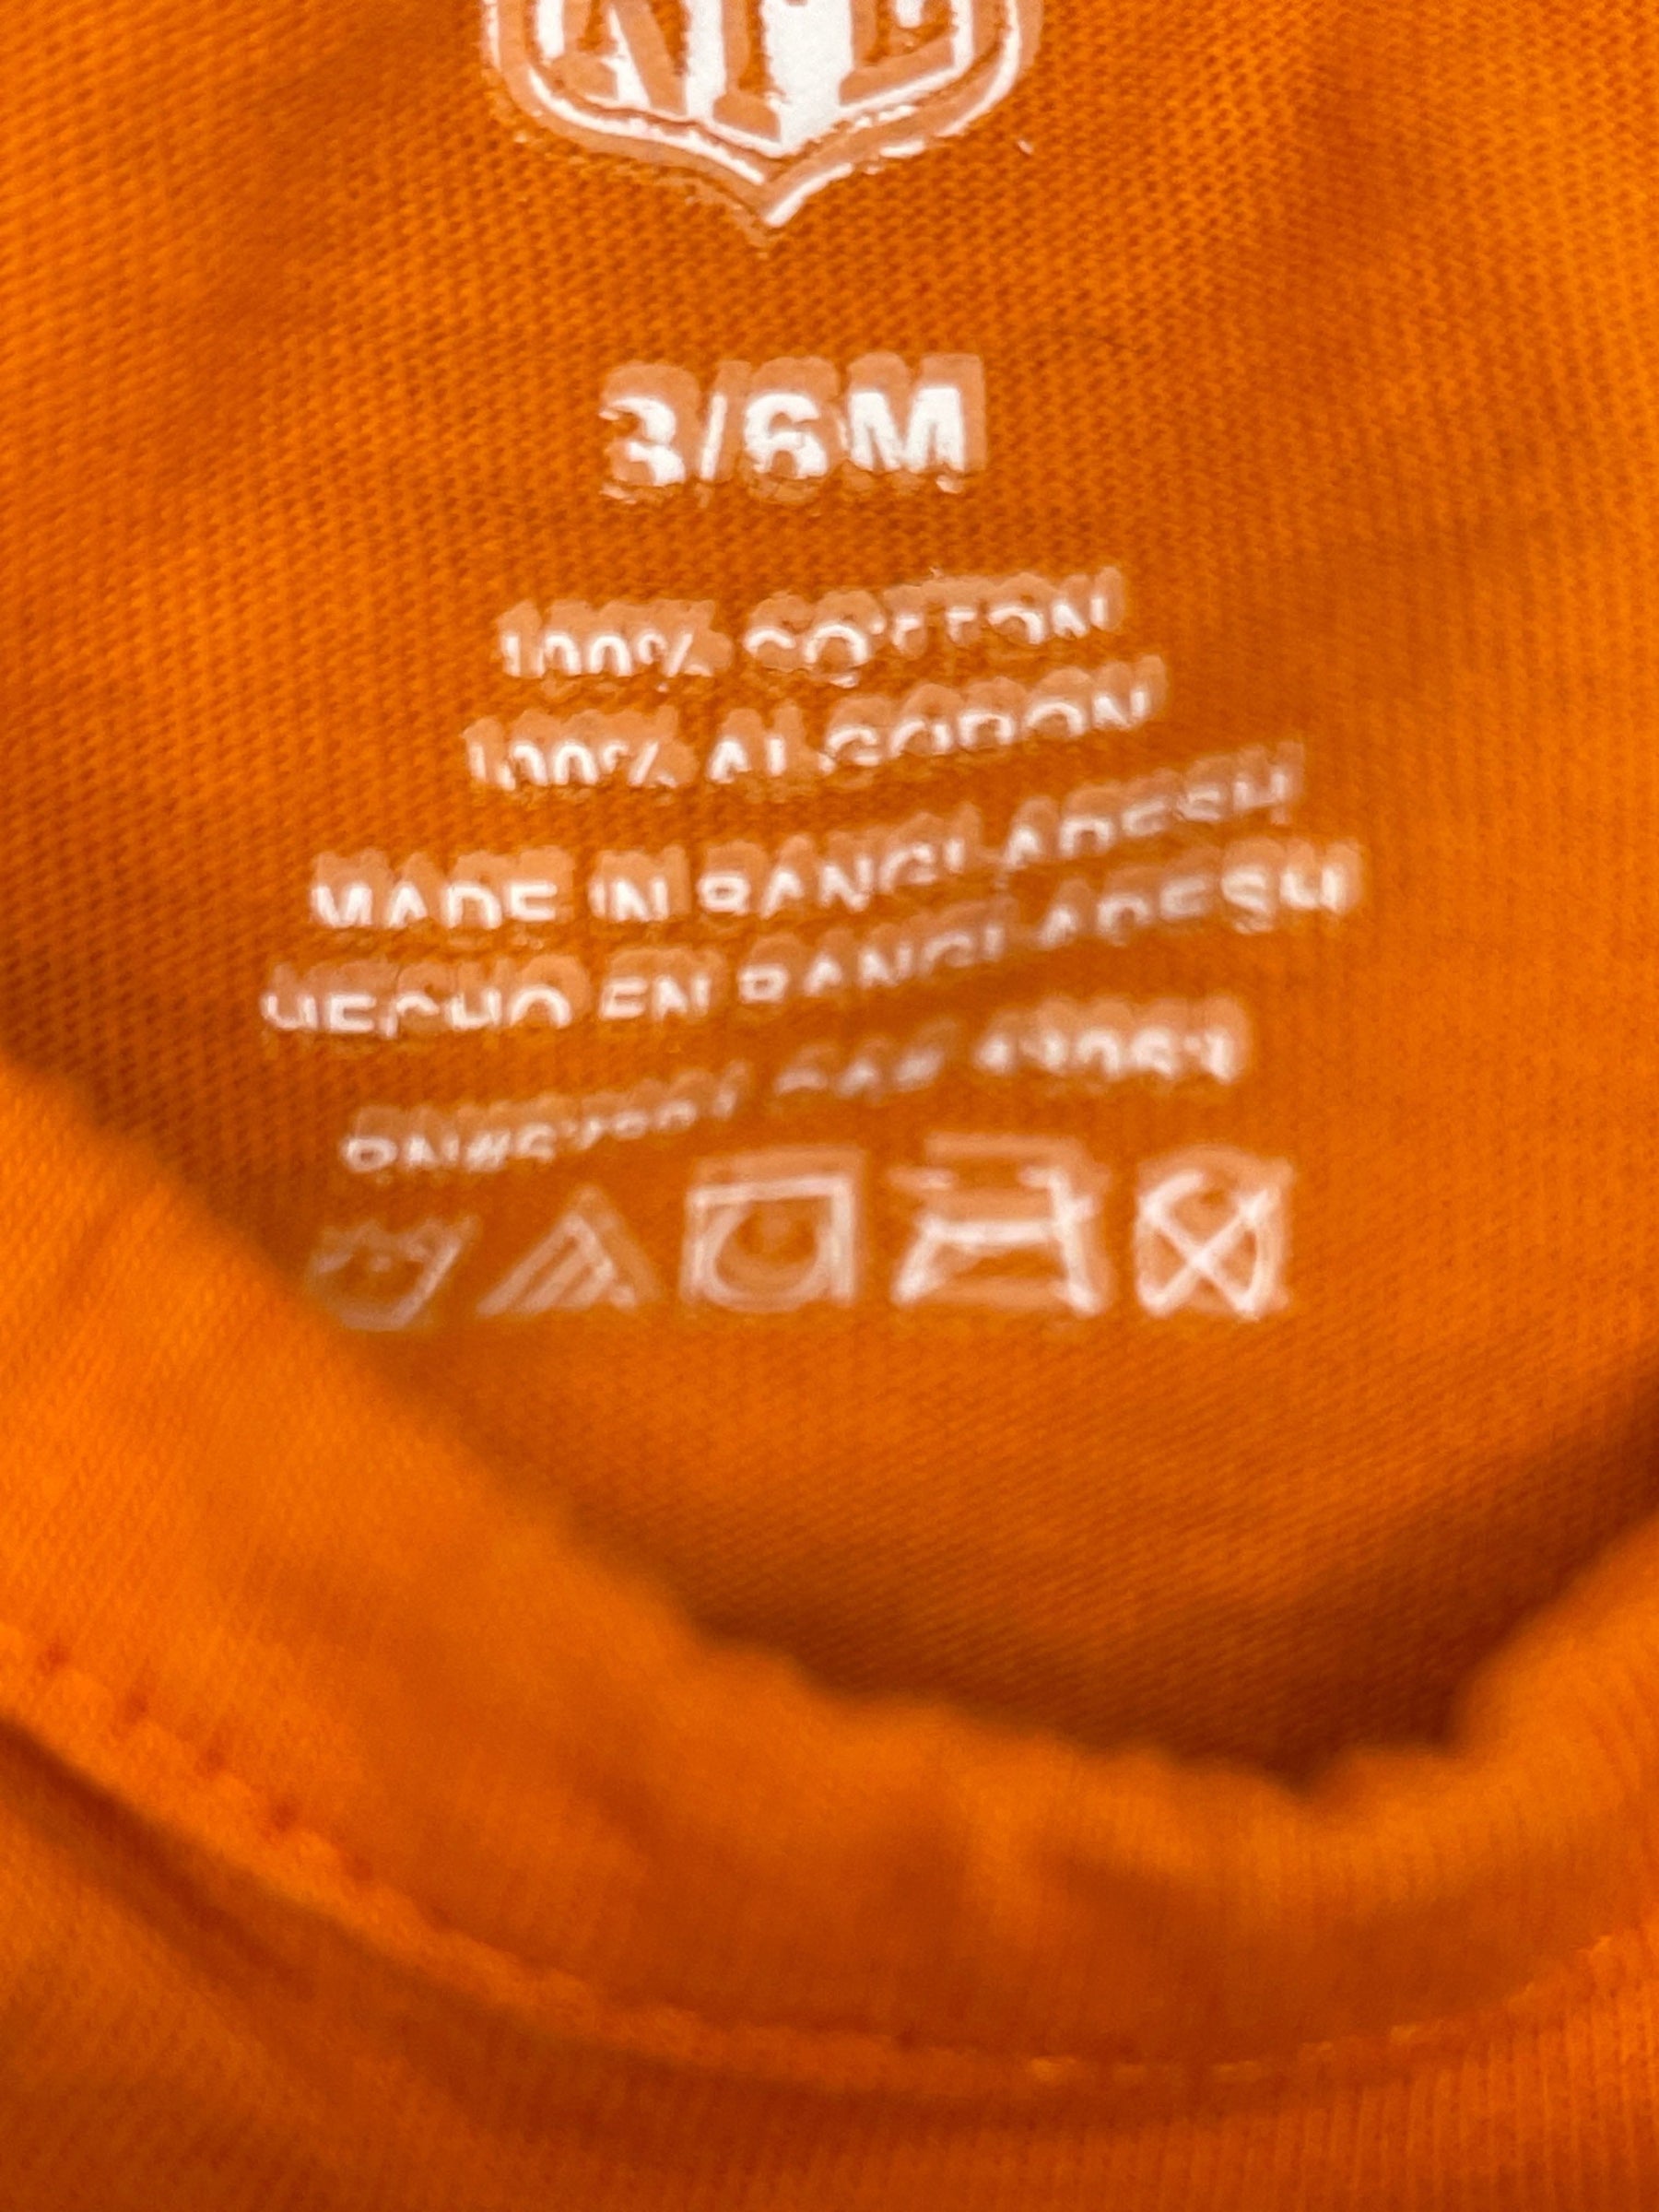 NFL
3/6M
100% COTTON
100% ALGODON
MADE IN BANGLADESH
HECHO EN BANGLADESH